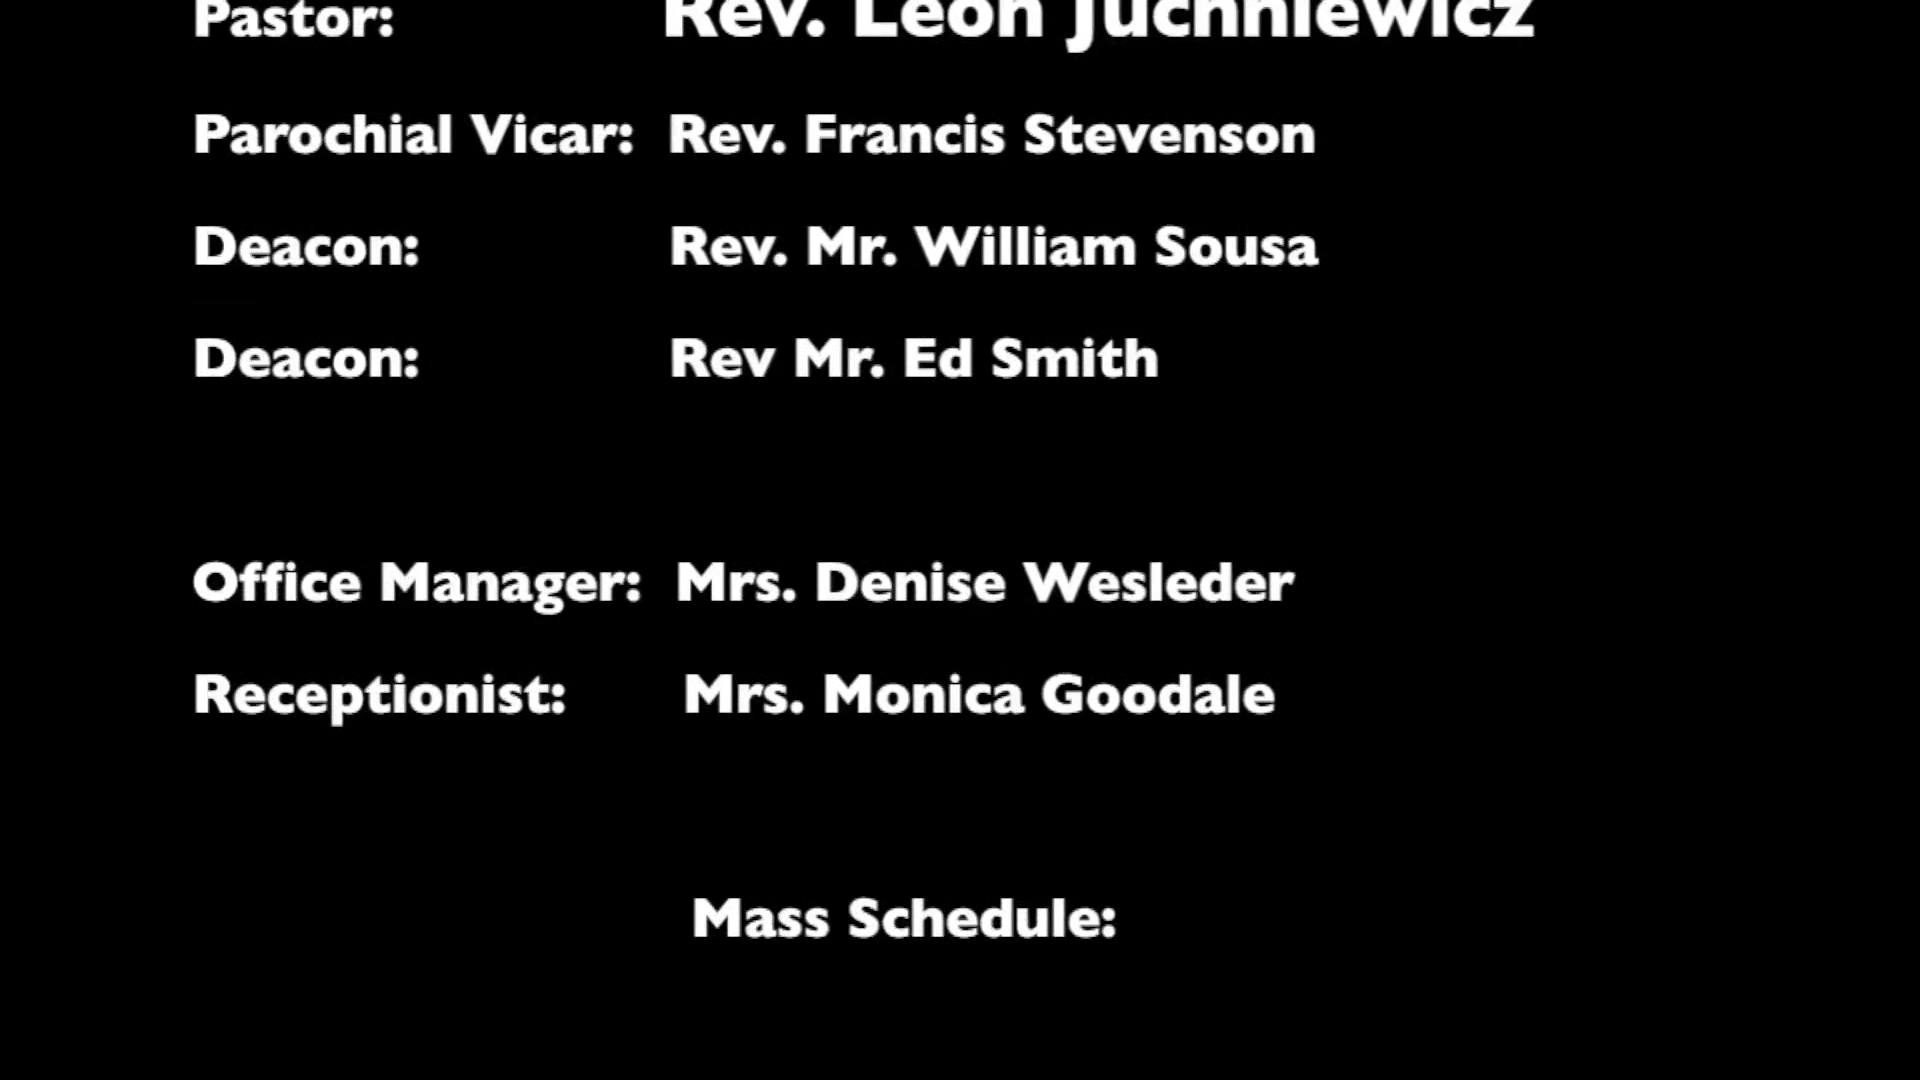 Pastor: Rev. Leon Juchniewicz
Parochial Vicar: Rev. Francis Stevenson
Deacon: Rev. Mr. William Sousa
Deacon: Rev Mr. Ed Smith
Office Manager: Mrs. Denise Wesleder
Receptionist: Mrs. Monica Goodale
Mass Schedule: